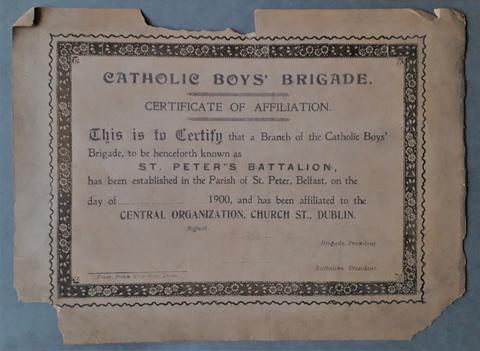 CATHOLIC BOYS' BRIGADE.
CERTIFICATE OF AFFILIATION.
This is to Certify that a Branch of the Catholic Boys'
Brigade, to be henceforth known as
ST. PETER'S BATTALION,
has been established in the Parish of St. Peter, Belfast, on the
day of 1900, and has been affiliated to the
CENTRAL ORGANIZATION, CHURCH ST., DUBLIN.
Signed,
Brigade President
Battalion President